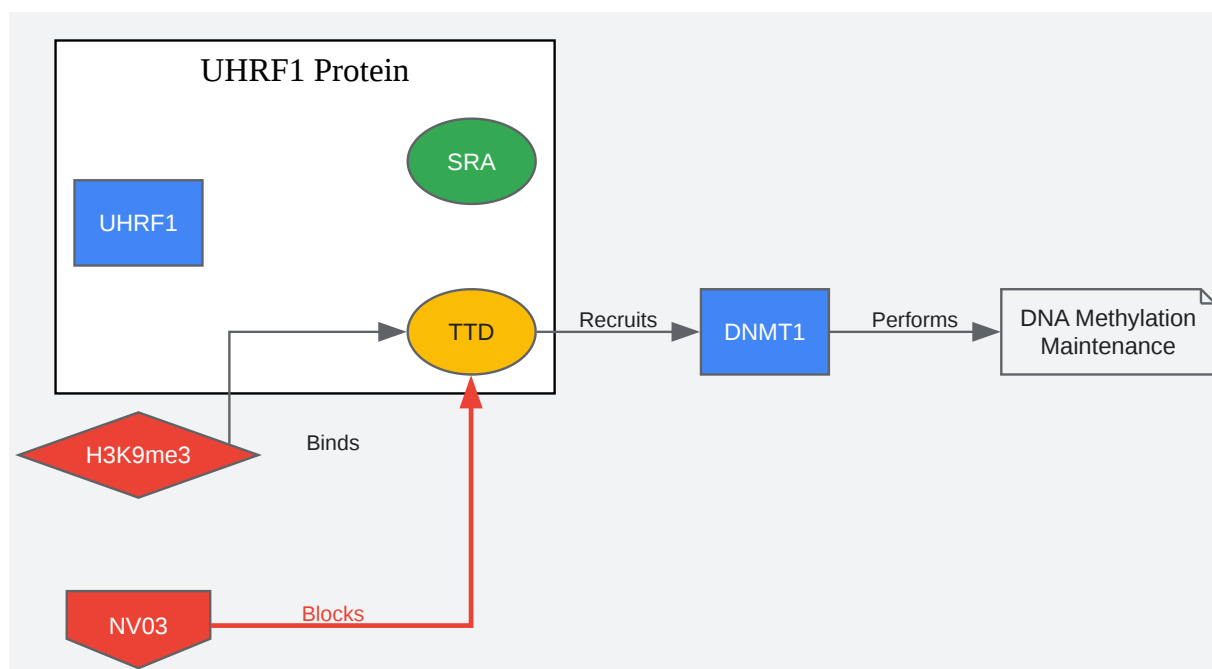 UHRF1 Protein
SRA
UHRF1
TTD
Recruits
DNMT1
Performs
DNA Methylation
Maintenance
H3K9me3
Binds
NV03
Blocks